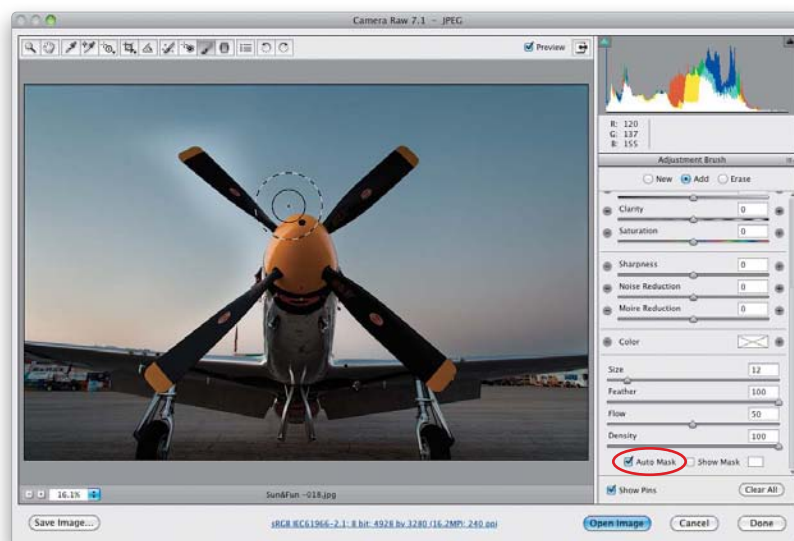 Camera Raw 7.1 – JPEG
Preview
R: 120
G: 137
B: 155
Adjustment Brush
New Add Erase
Clarity 0
Saturation 0
Sharpness 0
Noise Reduction 0
Moire Reduction 0
Color
Size 12
Feather 100
Flow 50
Density 100
Auto Mask Show Mask
Show Pins Clear All
16.1% Sun&Fun -018.jpg
Save Image... sRGB IEC61966-2.1; 8 bit; 4928 by 3280 (16.2MP); 240 ppi Open Image Cancel Done